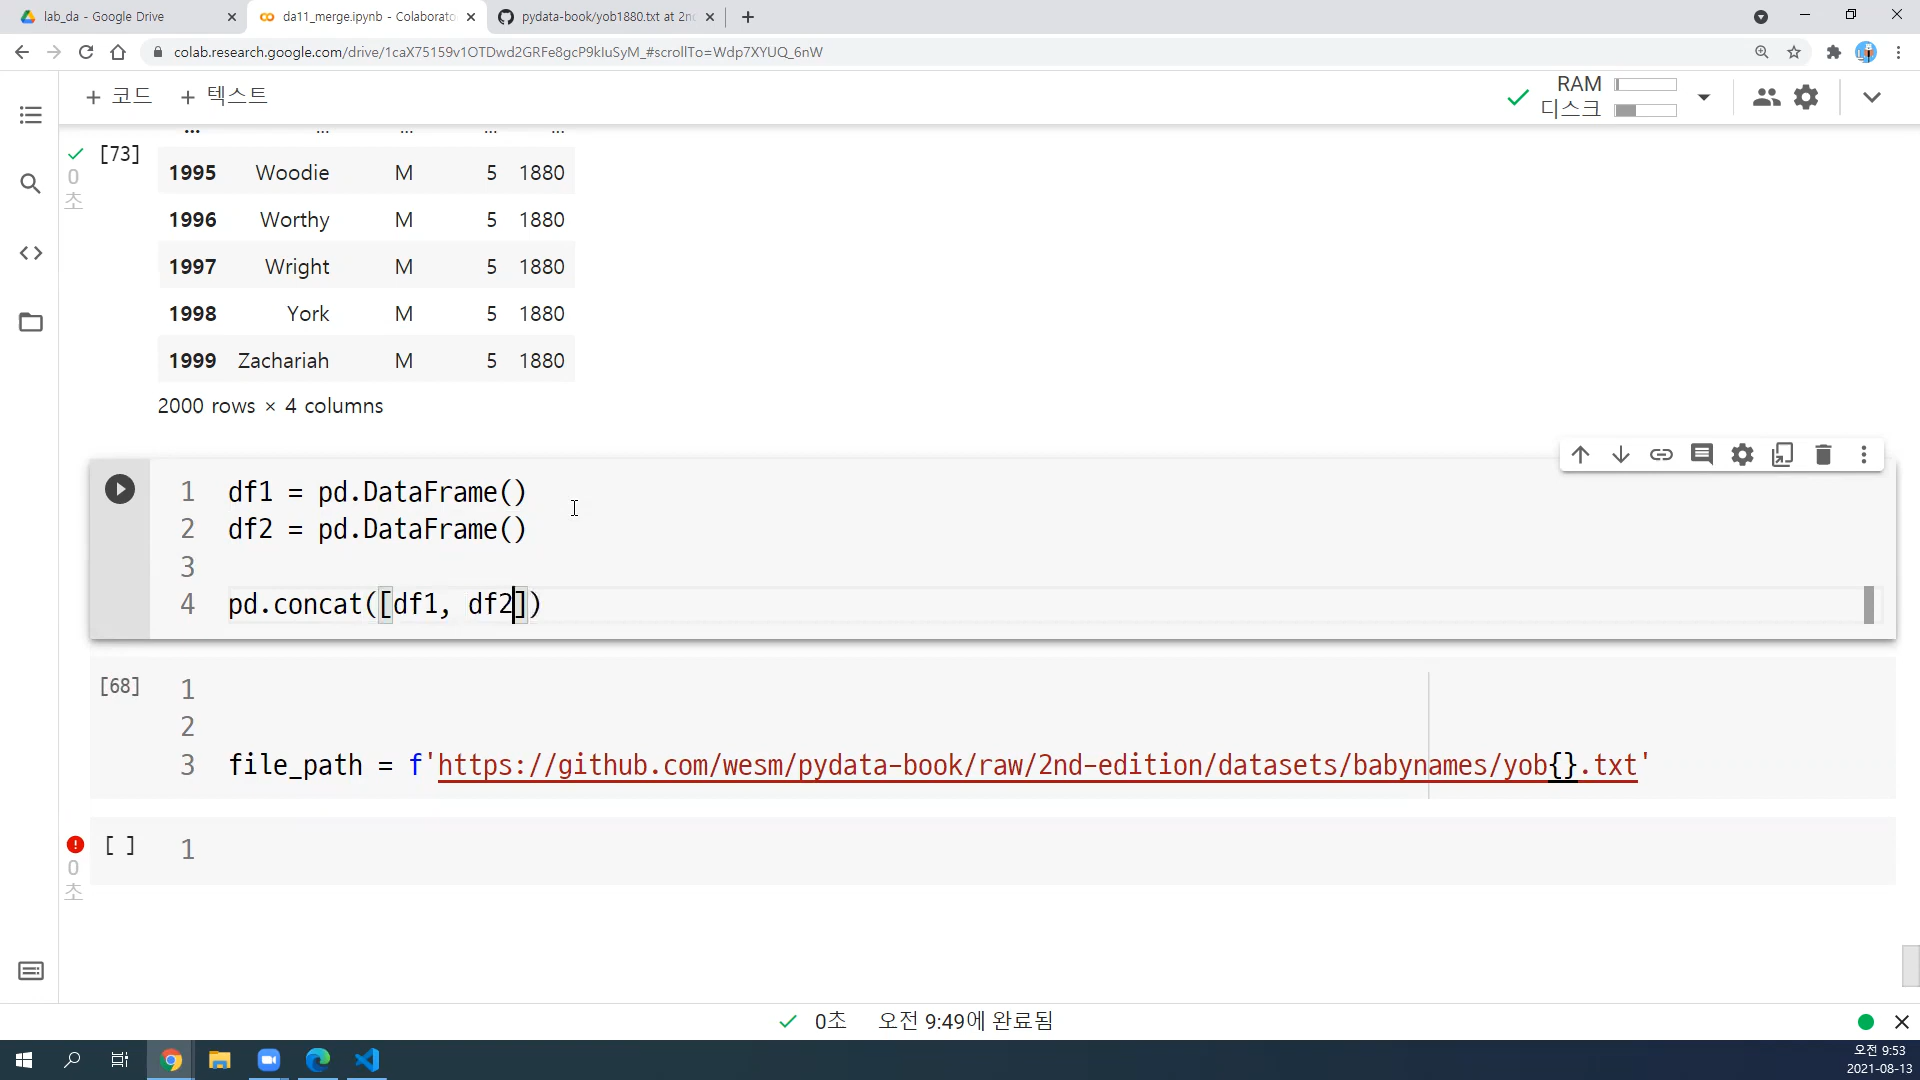 lab_da - Google Drive
da11_merge.ipynb - Colaborato
pydata-book/yob1880.txt at 2n
colab.research.google.com/drive/1caX75159v1OTDwd2GRFe8gcP9kIuSyM_#scrollTo=Wdp7XYUQ_6nW
+ 코드 + 텍스트
RAM
디스크
... ... ... ... ...
[73]
0
초
1995 Woodie M 5 1880
1996 Worthy M 5 1880
1997 Wright M 5 1880
1998 York M 5 1880
1999 Zachariah M 5 1880
2000 rows × 4 columns
1 df1 = pd.DataFrame()
2 df2 = pd.DataFrame()
3
4 pd.concat([df1, df2])
[68] 1
2
3 file_path = f'https://github.com/wesm/pydata-book/raw/2nd-edition/datasets/babynames/yob{}.txt'
[ ] 1
0
초
0초 오전 9:49에 완료됨
오전 9:53
2021-08-13